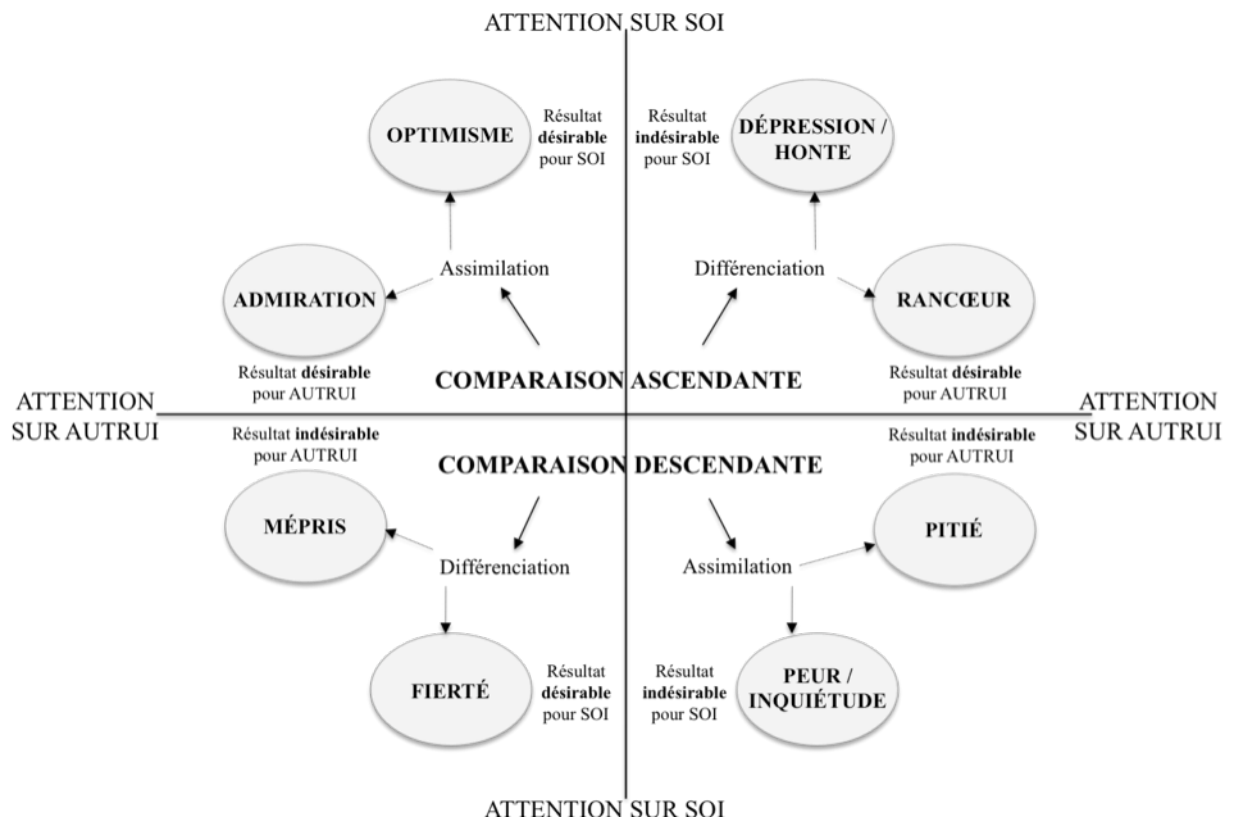 ATTENTION SUR SOI
OPTIMISME
Résultat
désirable
pour SOI
Résultat
indésirable
pour SOI
DÉPRESSION /
HONTE
Assimilation
Différenciation
ADMIRATION
RANCŒUR
Résultat désirable
pour AUTRUI
COMPARAISON ASCENDANTE
Résultat désirable
pour AUTRUI
ATTENTION
SUR AUTRUI
ATTENTION
SUR AUTRUI
Résultat indésirable
pour AUTRUI
COMPARAISON DESCENDANTE
Résultat indésirable
pour AUTRUI
MÉPRIS
PITIÉ
Différenciation
Assimilation
FIERTÉ
Résultat
désirable
pour SOI
Résultat
indésirable
pour SOI
PEUR /
INQUIÉTUDE
ATTENTION SUR SOI